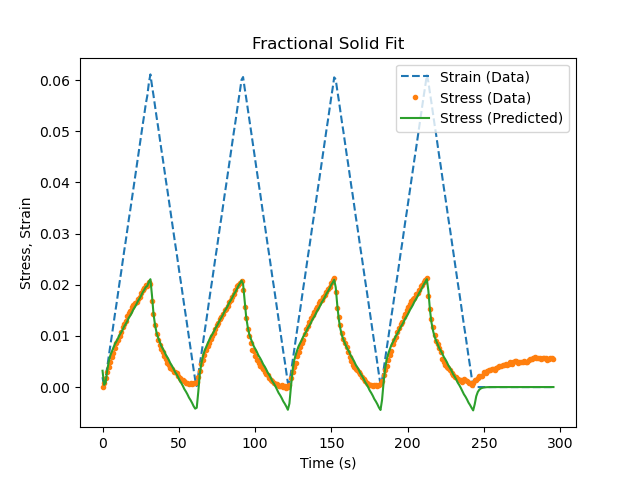 Fractional Solid Fit
Strain (Data)
Stress (Data)
Stress (Predicted)
0.06
0.05
0.04
0.03
0.02
0.01
0.00
Stress, Strain
0
50
100
150
200
250
300
Time (s)